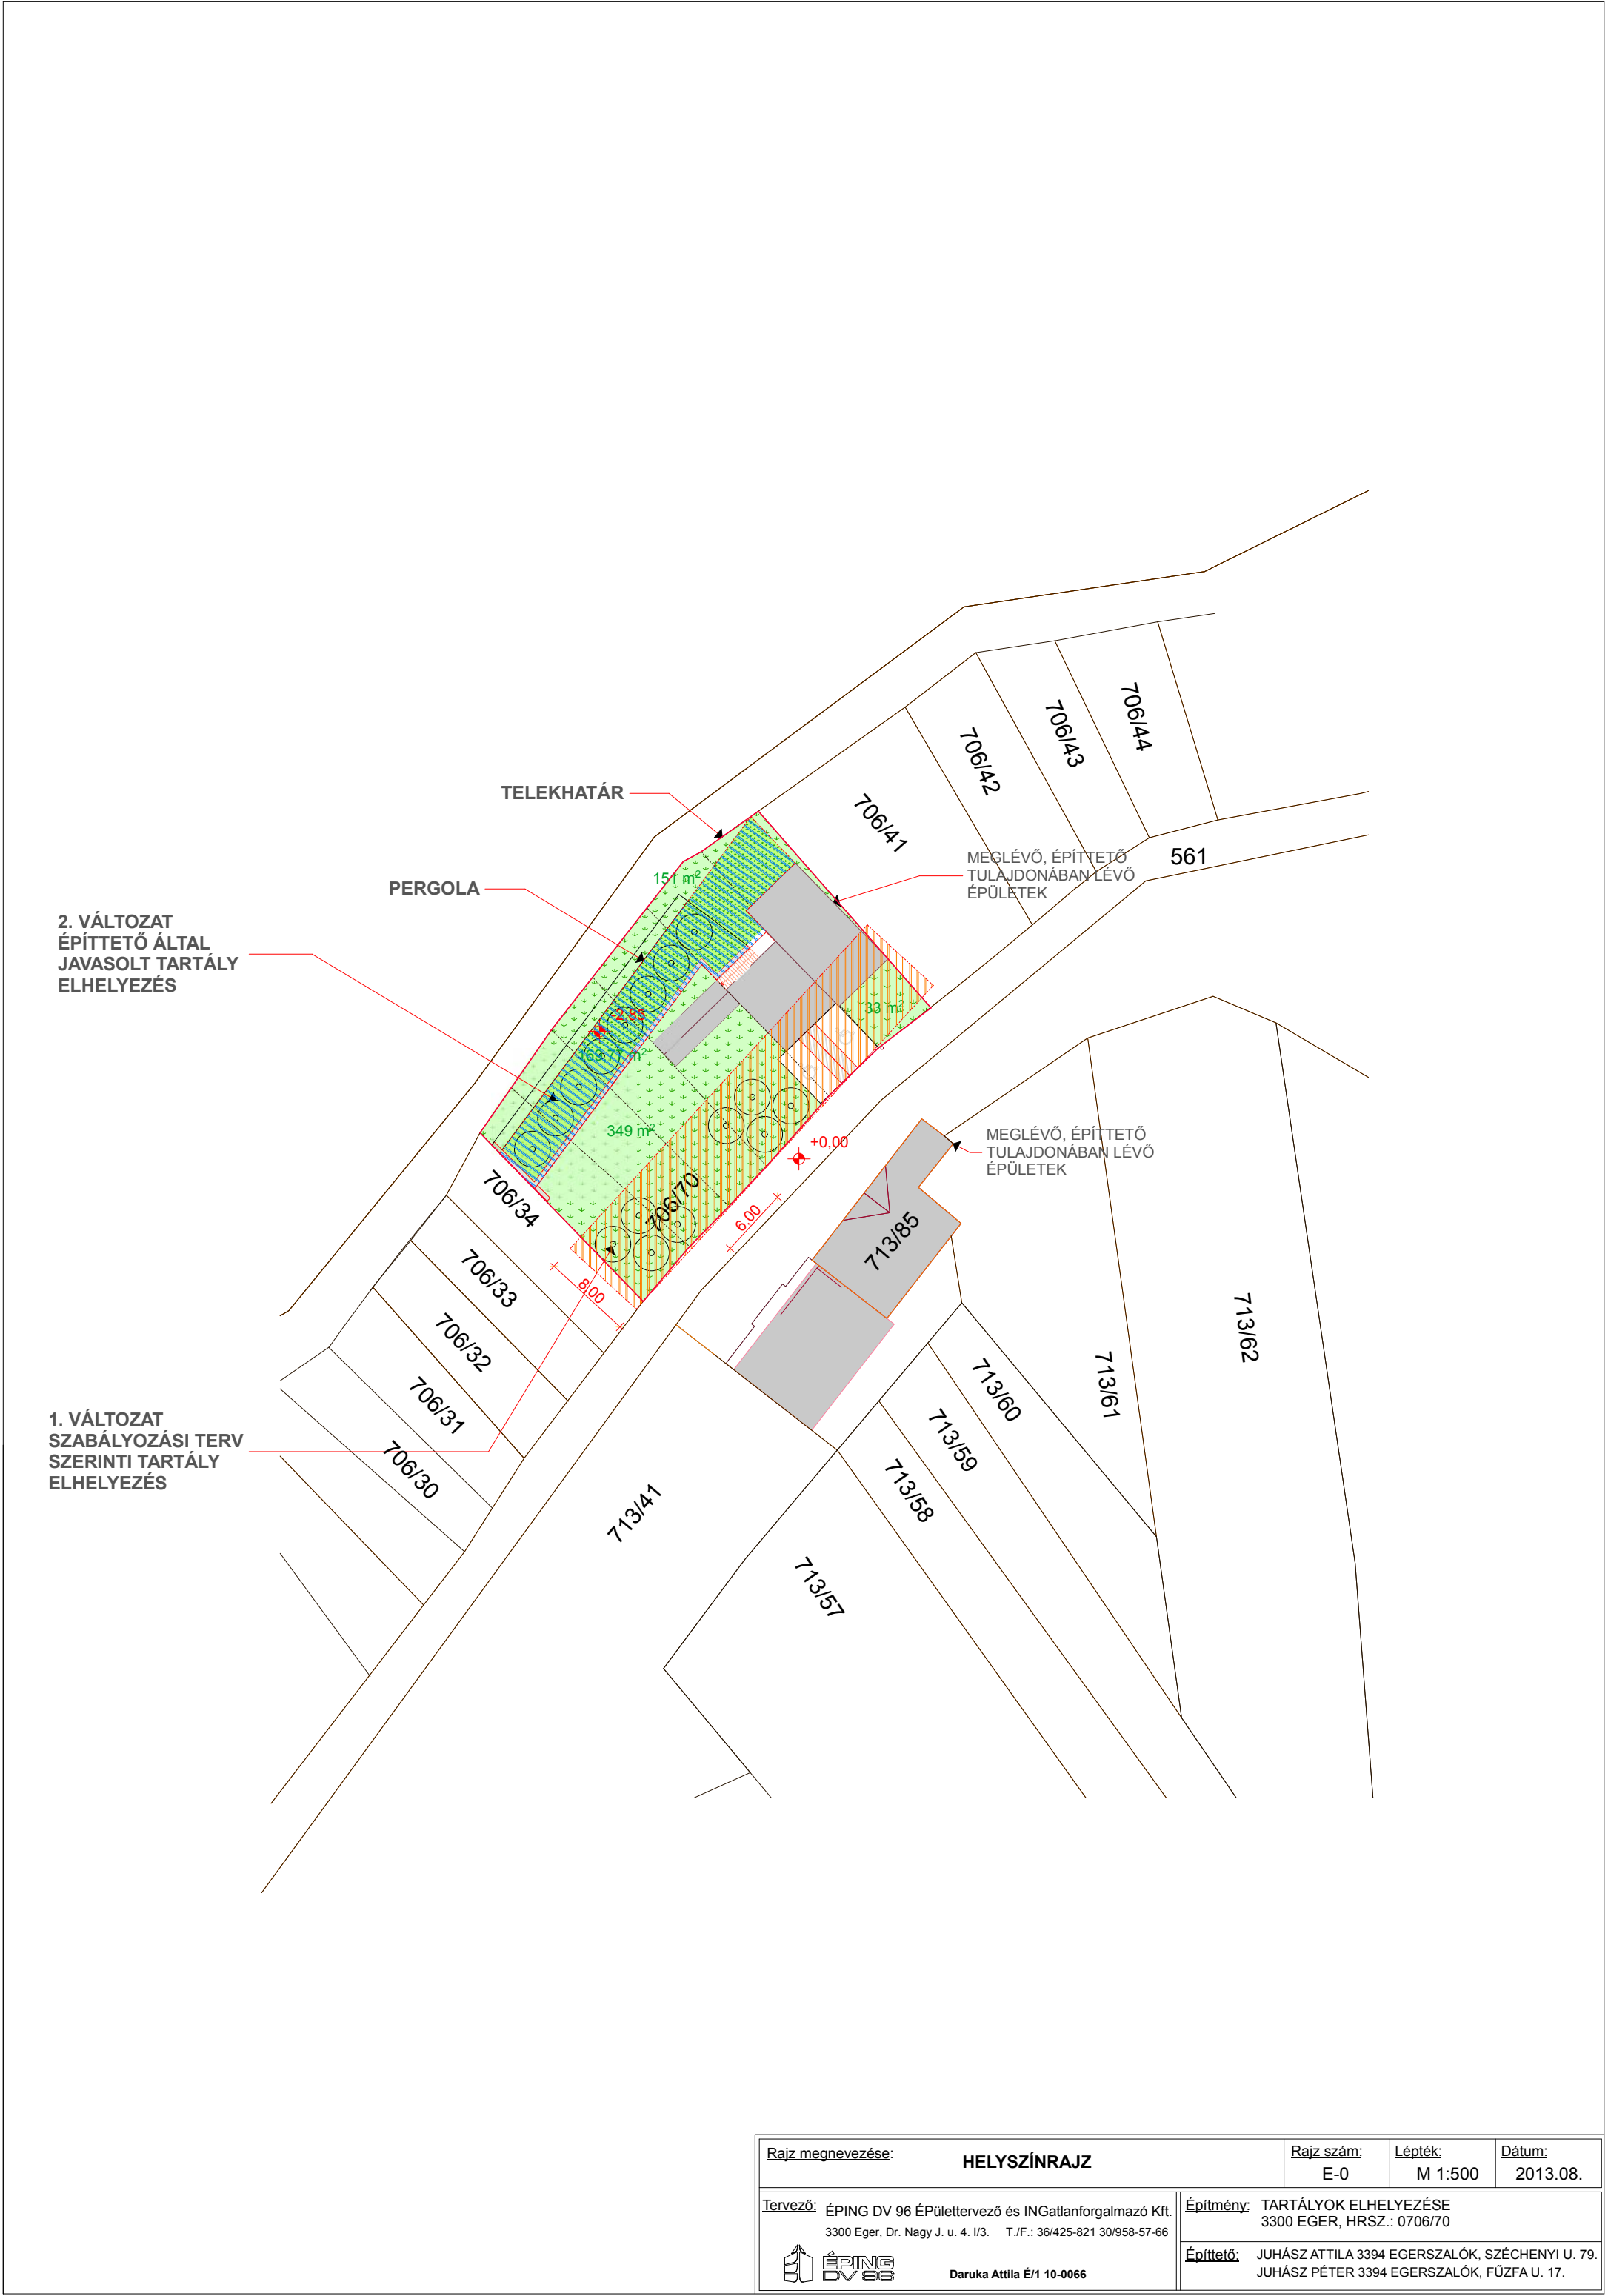 706/44
706/43
706/42
TELEKHATÁR
706/41
MEGLÉVŐ, ÉPÍTTETŐ
TULAJDONÁBAN LÉVŐ
ÉPÜLETEK
561
151 m²
PERGOLA
2. VÁLTOZAT
ÉPÍTTETŐ ÁLTAL
JAVASOLT TARTÁLY
ELHELYEZÉS
33 m²
349 m²
+0,00
MEGLÉVŐ, ÉPÍTTETŐ
TULAJDONÁBAN LÉVŐ
ÉPÜLETEK
706/34
706/70
6,00
713/85
706/33
8,00
706/32
713/62
706/31
713/60
713/61
1. VÁLTOZAT
SZABÁLYOZÁSI TERV
SZERINTI TARTÁLY
ELHELYEZÉS
706/30
713/59
713/58
713/41
713/57
Rajz megnevezése:
HELYSZÍNRAJZ
Rajz szám:
E-0
Lépték:
M 1:500
Dátum:
2013.08.
Tervező: ÉPING DV 96 ÉPülettervező és INGatlanforgalmazó Kft.
3300 Eger, Dr. Nagy J. u. 4. I/3. T./F.: 36/425-821 30/958-57-66
ÉPING
DV 96
Daruka Attila É/1 10-0066
Építmény: TARTÁLYOK ELHELYEZÉSE
3300 EGER, HRSZ.: 0706/70
Építtető: JUHÁSZ ATTILA 3394 EGERSZALÓK, SZÉCHENYI U. 79.
JUHÁSZ PÉTER 3394 EGERSZALÓK, FŰZFA U. 17.